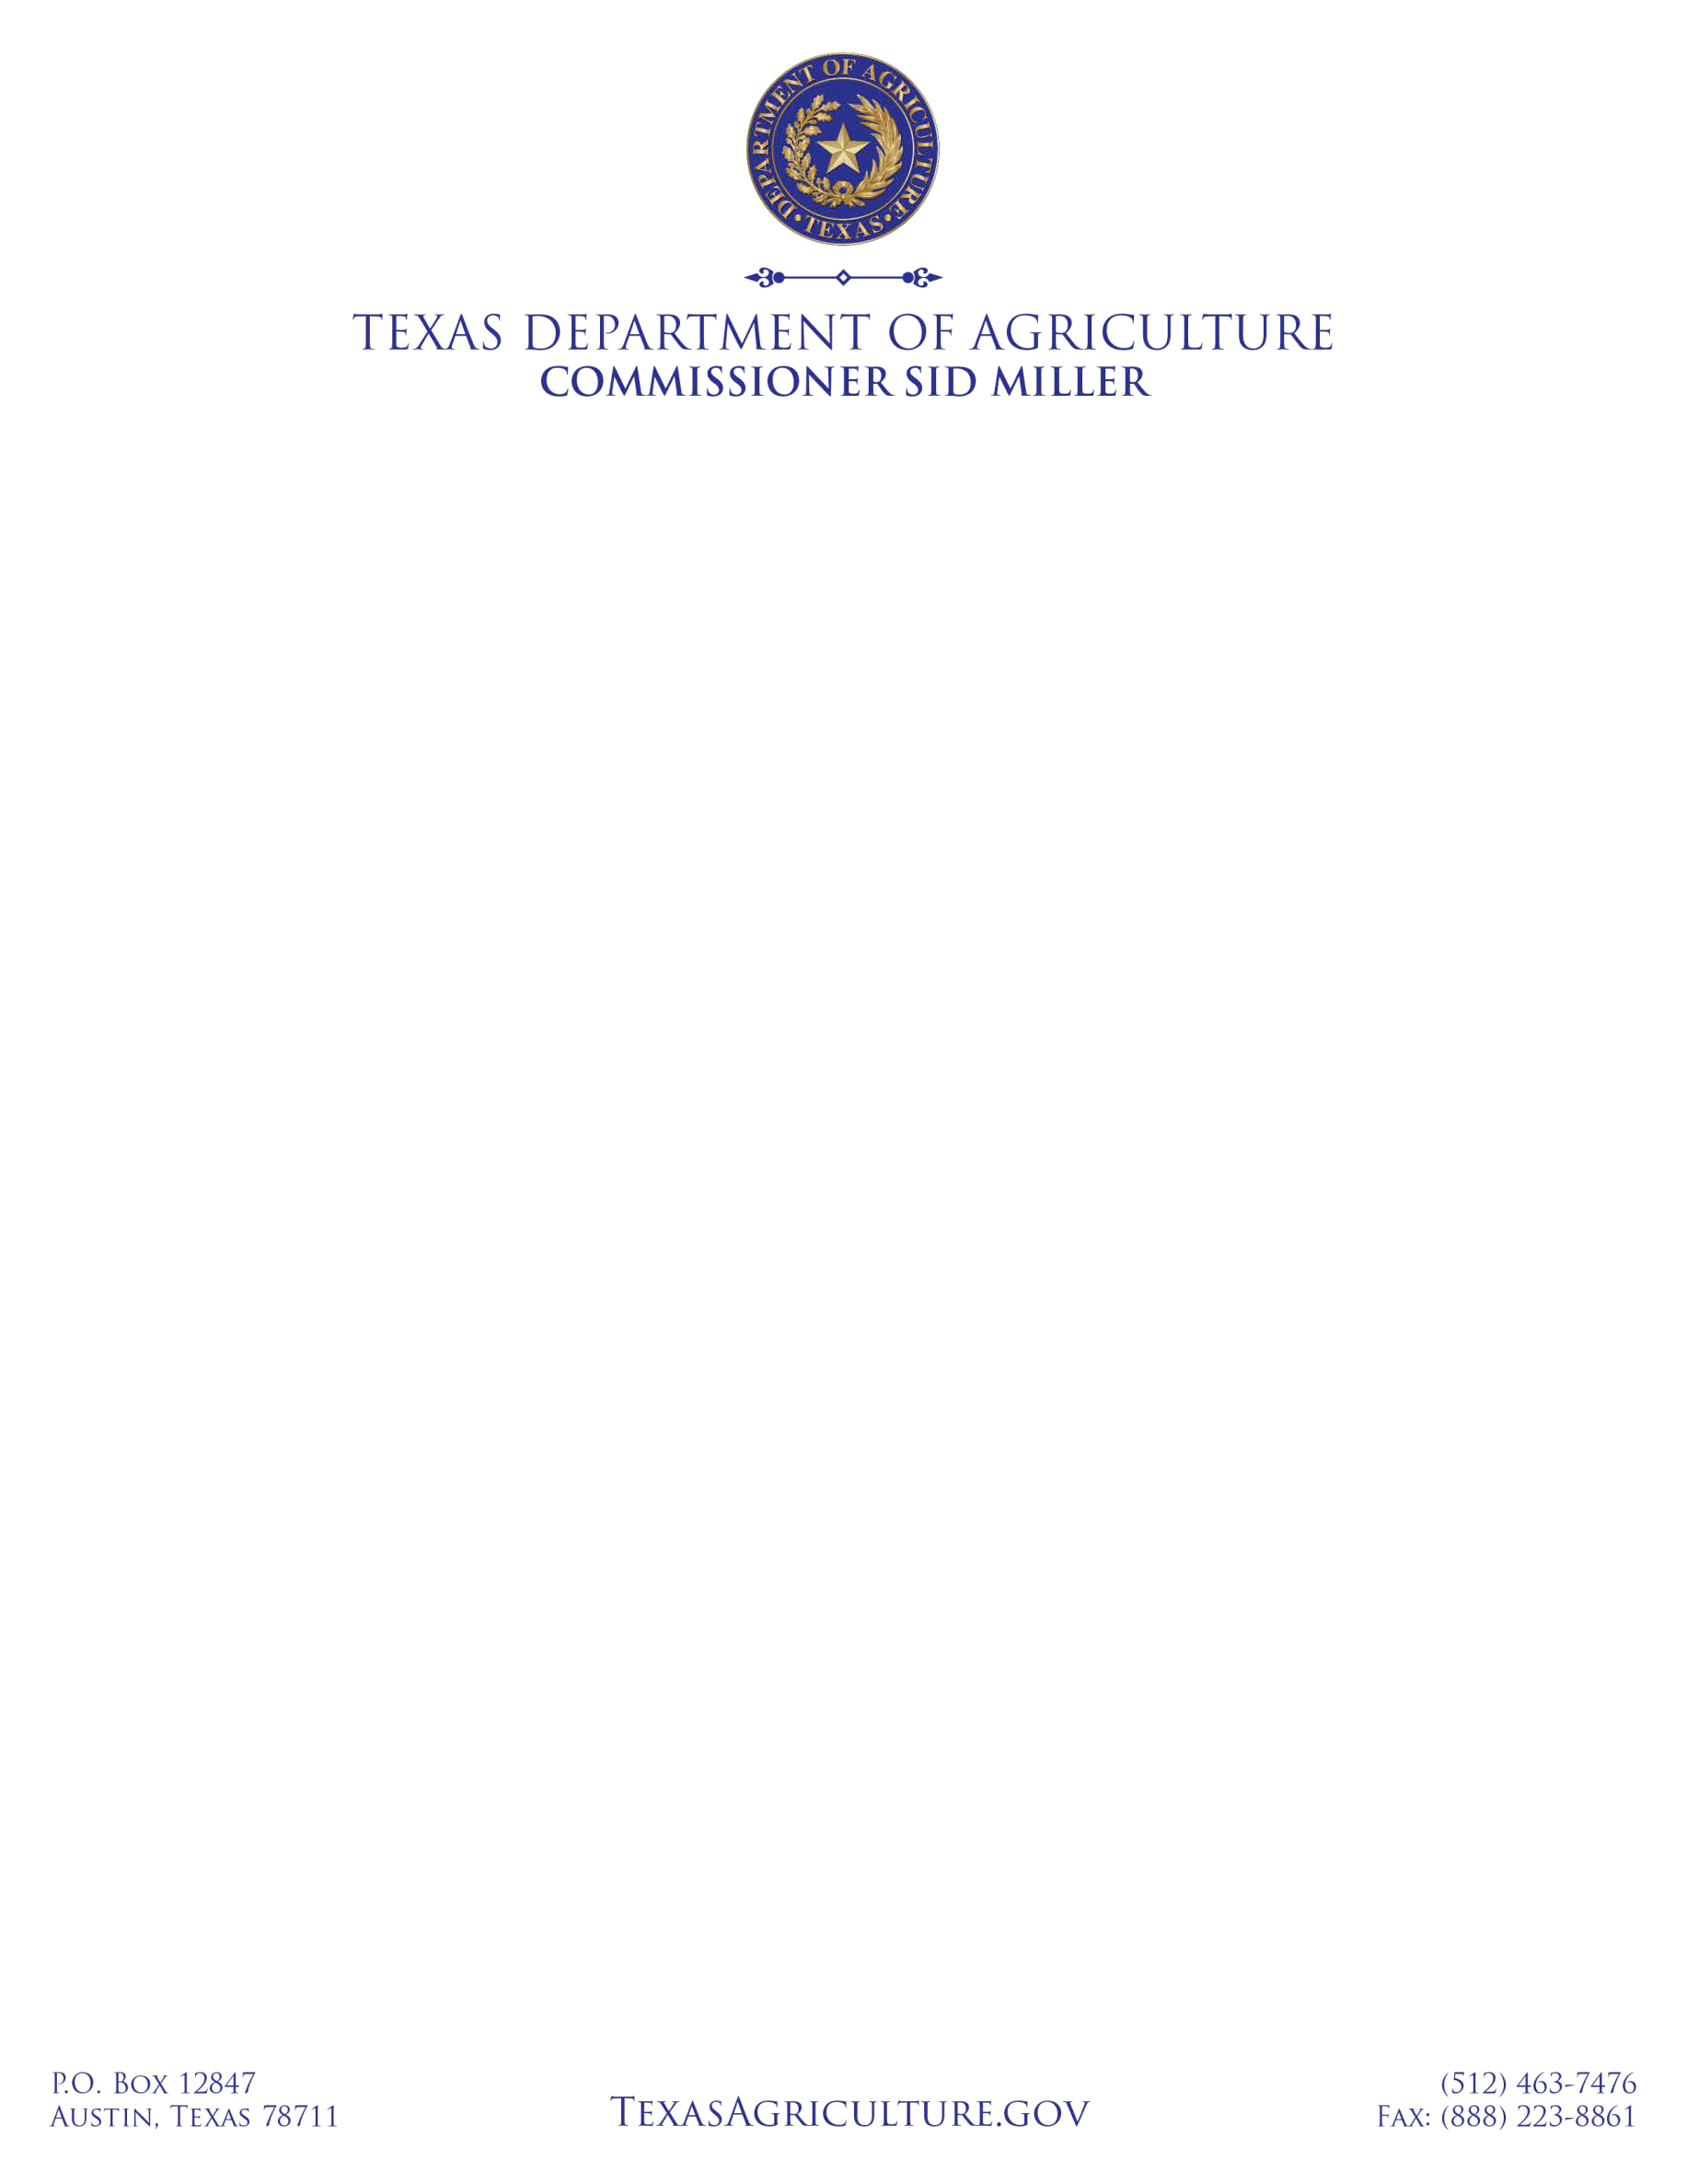 DEPARTMENT OF AGRICULTURE
TEXAS
TEXAS DEPARTMENT OF AGRICULTURE
COMMISSIONER SID MILLER
P.O. BOX 12847
AUSTIN, TEXAS 78711
TEXASAGRICULTURE.GOV
(512) 463-7476
FAX: (888) 223-8861